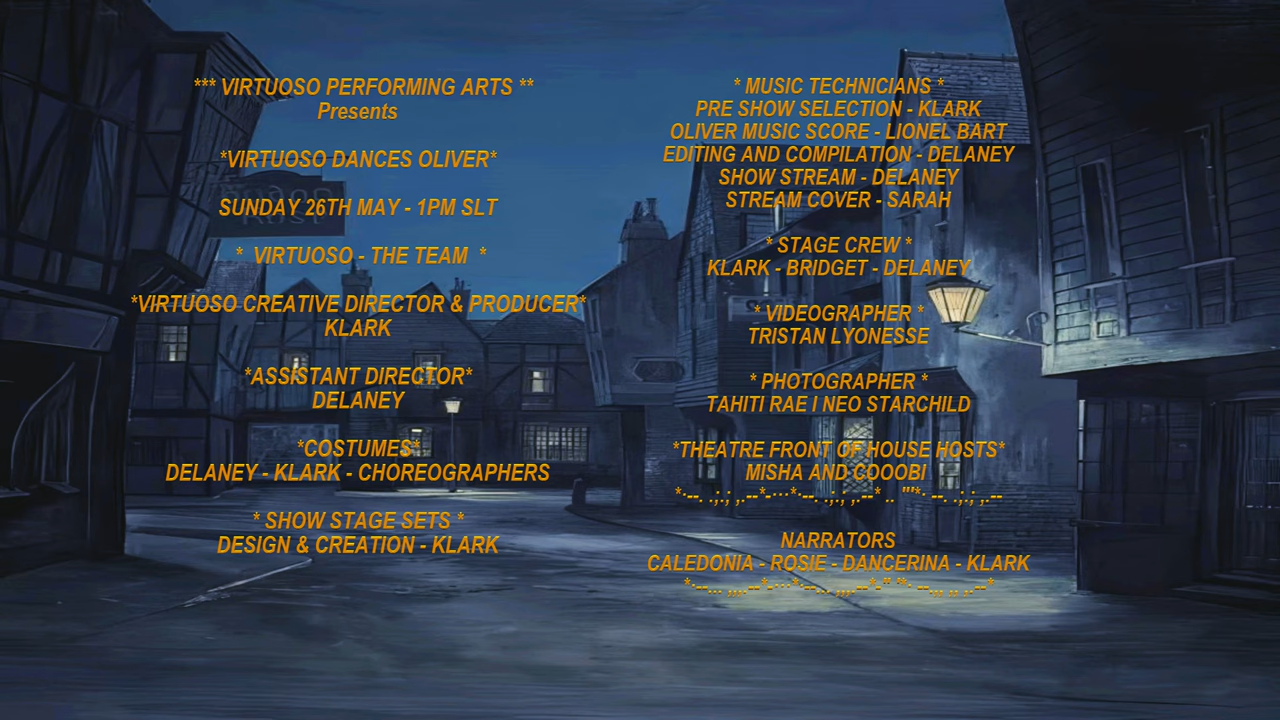 *** VIRTUOSO PERFORMING ARTS **
Presents
*VIRTUOSO DANCES OLIVER*
SUNDAY 26TH MAY - 1PM SLT
* VIRTUOSO - THE TEAM *
*VIRTUOSO CREATIVE DIRECTOR & PRODUCER*
KLARK
*ASSISTANT DIRECTOR*
DELANEY
*COSTUMES*
DELANEY - KLARK - CHOREOGRAPHERS
* SHOW STAGE SETS *
DESIGN & CREATION - KLARK
* MUSIC TECHNICIANS *
PRE SHOW SELECTION - KLARK
OLIVER MUSIC SCORE - LIONEL BART
EDITING AND COMPILATION - DELANEY
SHOW STREAM - DELANEY
STREAM COVER - SARAH
* STAGE CREW *
KLARK - BRIDGET - DELANEY
* VIDEOGRAPHER *
TRISTAN LYONESSE
* PHOTOGRAPHER *
TAHITI RAE I NEO STARCHILD
*THEATRE FRONT OF HOUSE HOSTS*
MISHA AND COOOBI
*·--. .;.; ,.--*-···*·--...;.; ,.--* .. ""*· --. .;.; ,.--
NARRATORS
CALEDONIA - ROSIE - DANCERINA - KLARK
*·--... ,,..--*-···*·--... ,,,.--*-" "*· --.,, ,, ,.--*